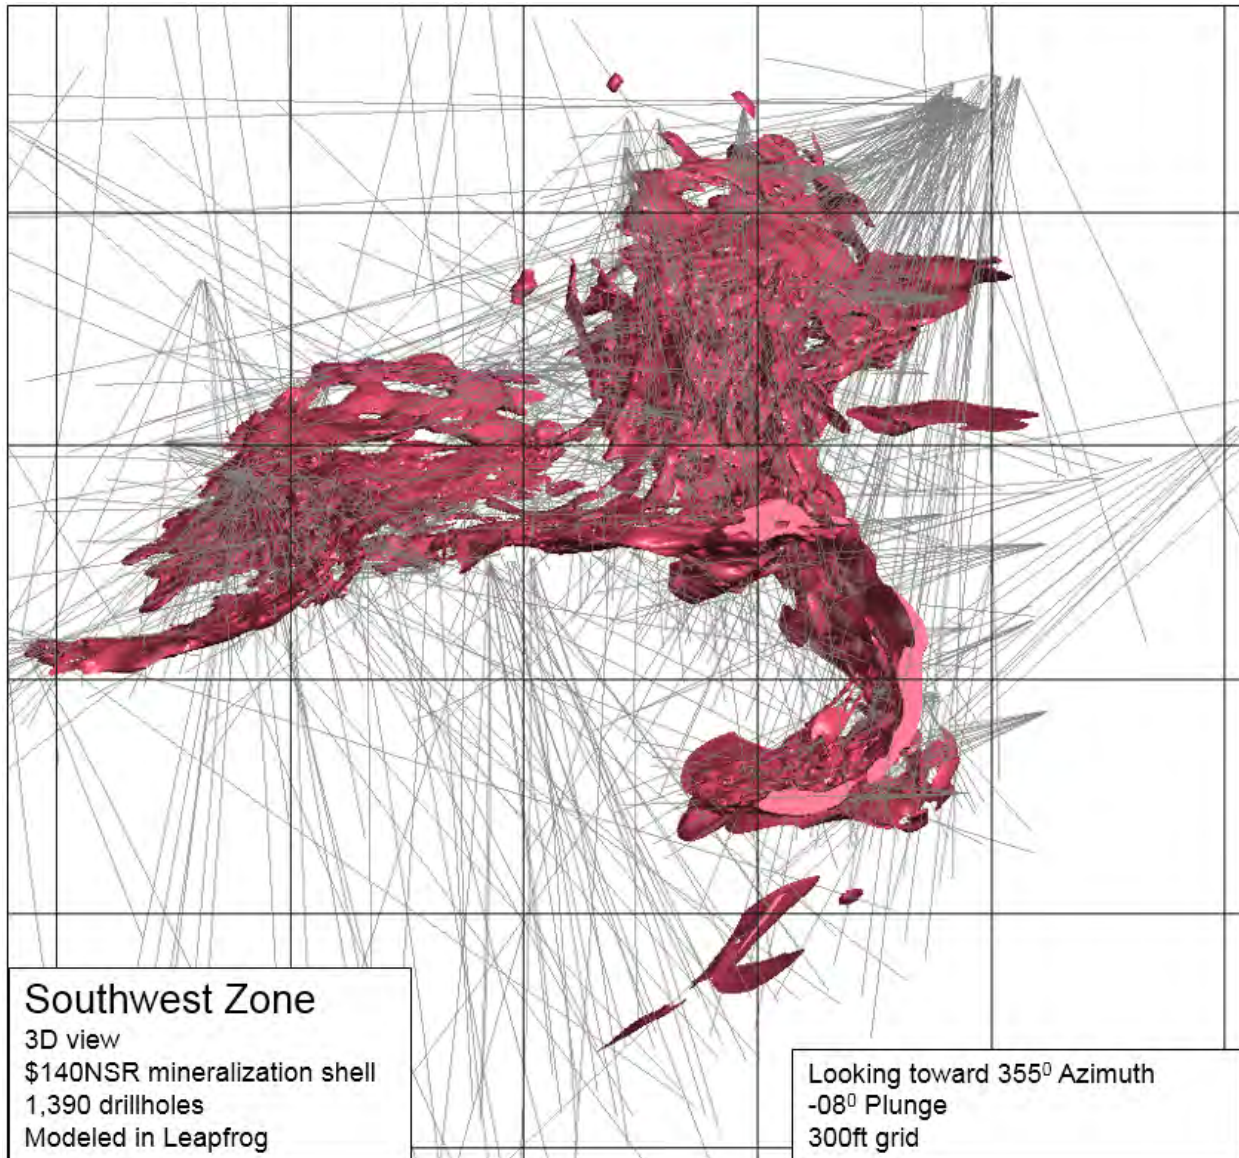 Southwest Zone
3D view
$140NSR mineralization shell
1,390 drillholes
Modeled in Leapfrog
Looking toward 355⁰ Azimuth
-08⁰ Plunge
300ft grid